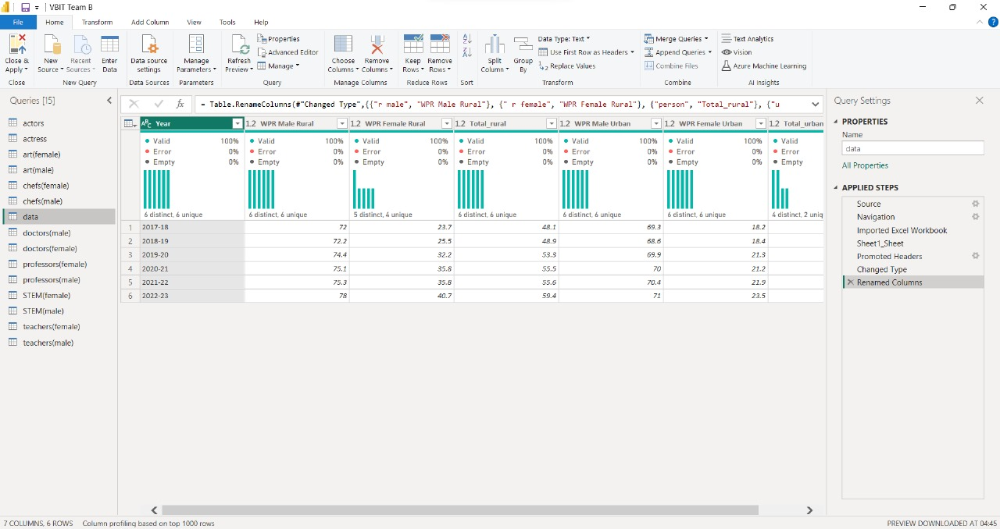 VBIT Team B
File Home Transform Add Column View Tools Help
Close & Apply
New Source
Recent Sources
Enter Data
Data source settings
Manage Parameters
Refresh Preview
Properties
Advanced Editor
Manage
Choose Columns
Remove Columns
Keep Rows
Remove Rows
Split Column
Group By
Data Type: Text
Use First Row as Headers
Replace Values
Merge Queries
Append Queries
Combine Files
Text Analytics
Vision
Azure Machine Learning
Close New Query Data Sources Parameters Query Manage Columns Reduce Rows Sort Transform Combine AI Insights
Queries [15]
actors
actress
art(female)
art(male)
chefs(female)
chefs(male)
data
doctors(male)
doctors(female)
professors(female)
professors(male)
STEM(female)
STEM(male)
teachers(female)
teachers(male)
fx = Table.RenameColumns(#"Changed Type",{{"r male", "WPR Male Rural"}, {" r female", "WPR Female Rural"}, {"person", "Total_rural"}, {"u
ABC Year 1.2 WPR Male Rural 1.2 WPR Female Rural 1.2 Total_rural 1.2 WPR Male Urban 1.2 WPR Female Urban 1.2 Total_urban
Valid 100% Valid 100% Valid 100% Valid 100% Valid 100% Valid 100% Valid
Error 0% Error 0% Error 0% Error 0% Error 0% Error 0% Error
Empty 0% Empty 0% Empty 0% Empty 0% Empty 0% Empty 0% Empty
6 distinct, 6 unique 6 distinct, 6 unique 5 distinct, 4 unique 6 distinct, 6 unique 6 distinct, 6 unique 6 distinct, 6 unique 4 distinct, 2 uniq
1 2017-18 72 23.7 48.1 69.3 18.2
2 2018-19 72.2 25.5 48.9 68.6 18.4
3 2019-20 74.4 32.2 53.3 69.9 21.3
4 2020-21 75.1 35.8 55.5 70 21.2
5 2021-22 75.3 35.8 55.6 70.4 21.9
6 2022-23 78 40.7 59.4 71 23.5
Query Settings
PROPERTIES
Name
data
All Properties
APPLIED STEPS
Source
Navigation
Imported Excel Workbook
Sheet1_Sheet
Promoted Headers
Changed Type
Renamed Columns
7 COLUMNS, 6 ROWS Column profiling based on top 1000 rows
PREVIEW DOWNLOADED AT 04:45